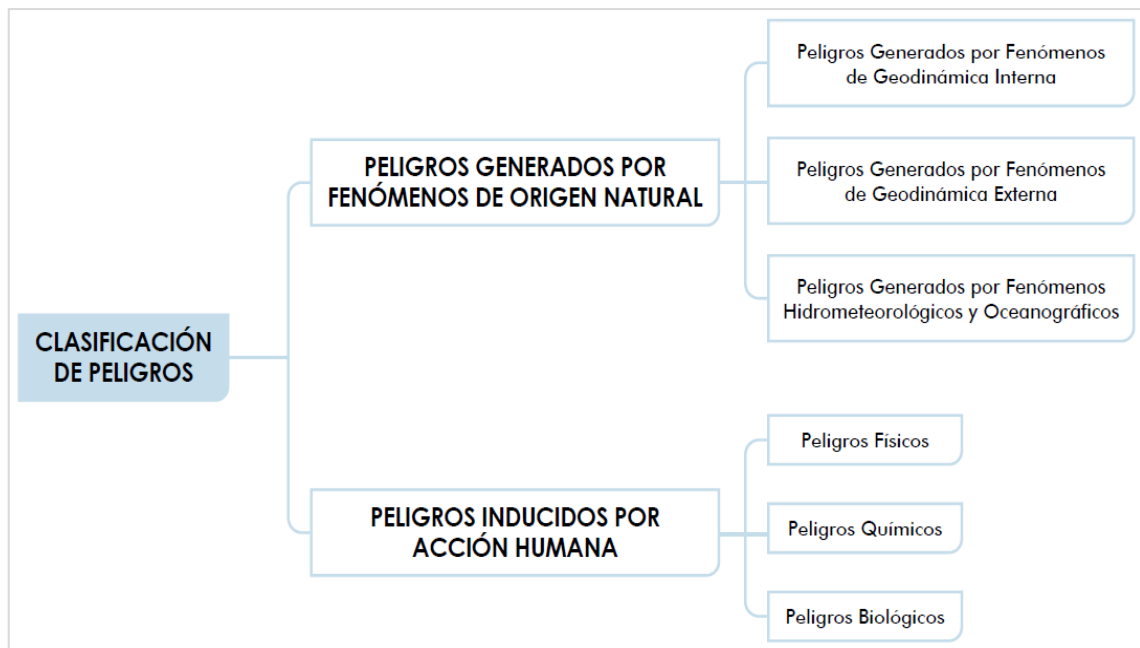 Peligros Generados por Fenómenos
de Geodinámica Interna
PELIGROS GENERADOS POR
FENÓMENOS DE ORIGEN NATURAL
Peligros Generados por Fenómenos
de Geodinámica Externa
Peligros Generados por Fenómenos
Hidrometeorológicos y Oceanográficos
CLASIFICACIÓN
DE PELIGROS
Peligros Físicos
PELIGROS INDUCIDOS POR
ACCIÓN HUMANA
Peligros Químicos
Peligros Biológicos